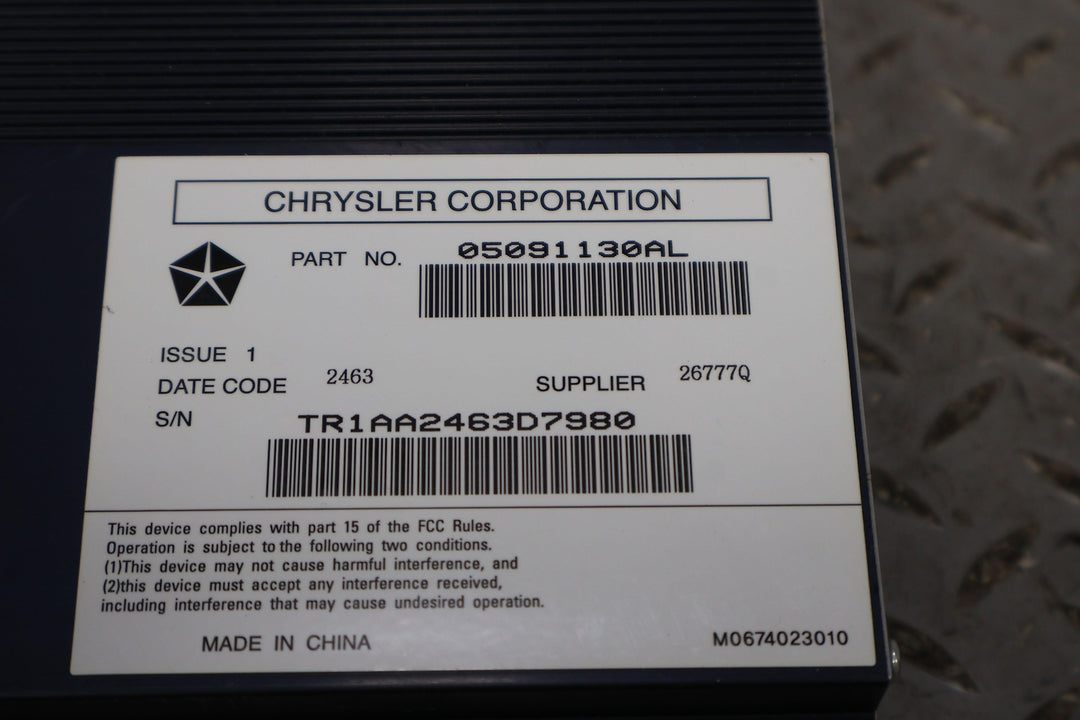 CHRYSLER CORPORATION
PART NO. 05091130AL
ISSUE 1
DATE CODE 2463 SUPPLIER 26777Q
S/N TR1AA2463D7980
This device complies with part 15 of the FCC Rules.
Operation is subject to the following two conditions.
(1)This device may not cause harmful interference, and
(2)this device must accept any interference received,
including interference that may cause undesired operation.
MADE IN CHINA M0674023010